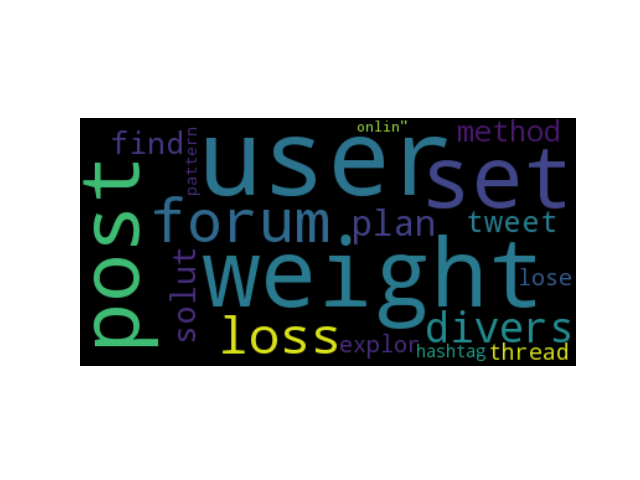 onlin"
user
method
find
pattern
set
post
forum
plan
tweet
weight
solut
lose
loss
divers
explor
hashtag
thread